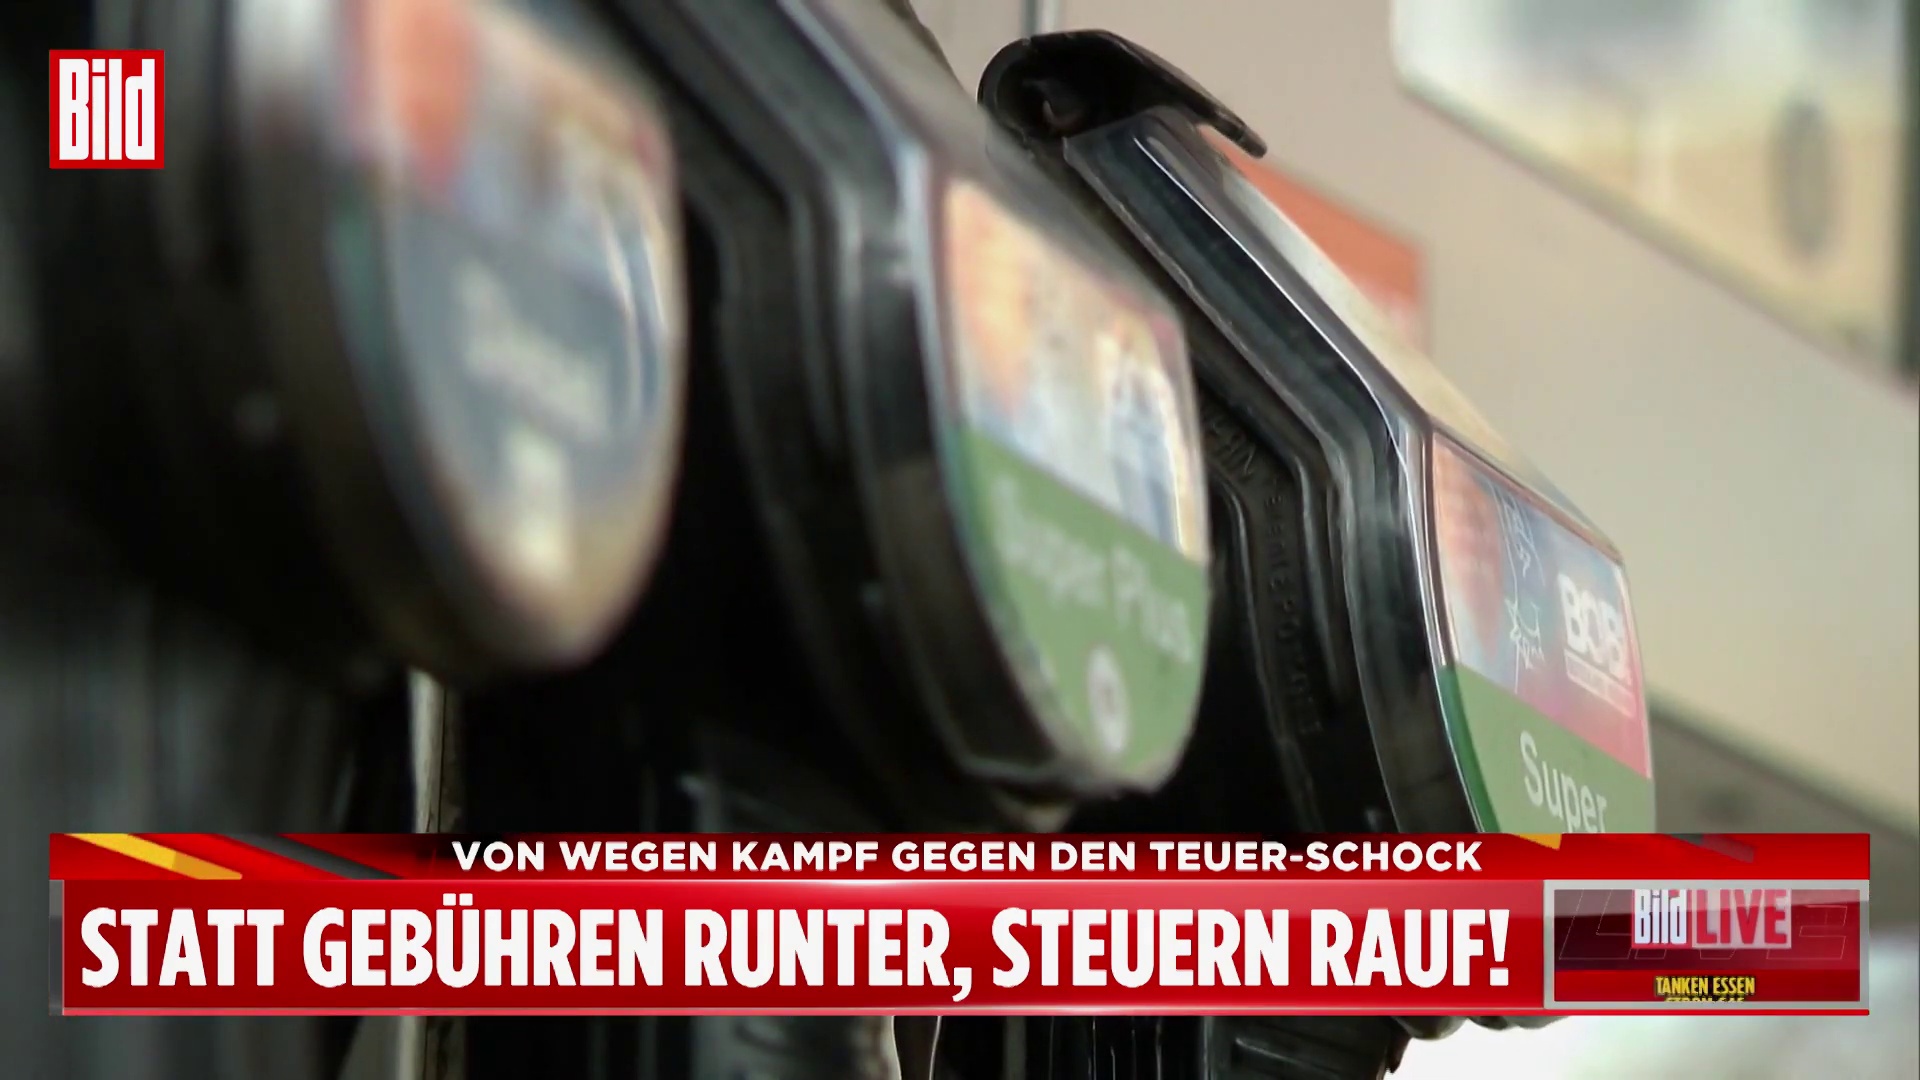 Bild
Super Plus
BOB
Super
VON WEGEN KAMPF GEGEN DEN TEUER-SCHOCK
STATT GEBÜHREN RUNTER, STEUERN RAUF!
Bild LIVE
TANKEN ESSEN